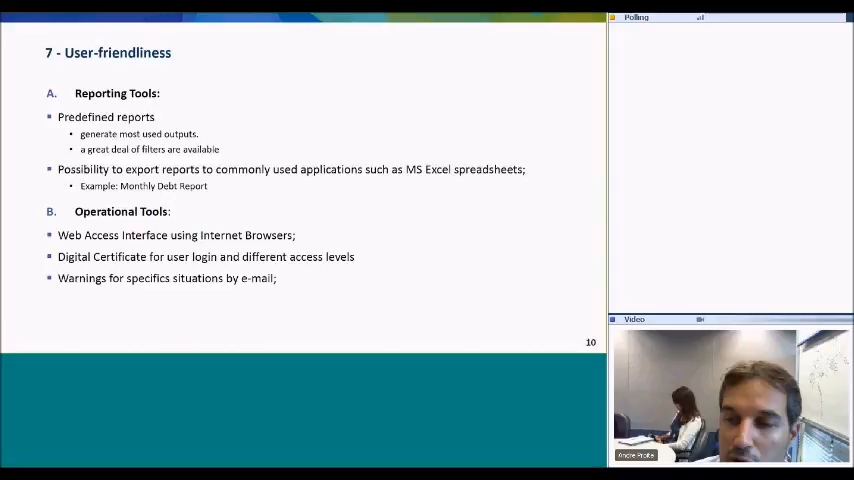 7 - User-friendliness
A. Reporting Tools:
Predefined reports
generate most used outputs.
a great deal of filters are available
Possibility to export reports to commonly used applications such as MS Excel spreadsheets;
Example: Monthly Debt Report
B. Operational Tools:
Web Access Interface using Internet Browsers;
Digital Certificate for user login and different access levels
Warnings for specifics situations by e-mail;
10
Polling
Video
Andre Proite